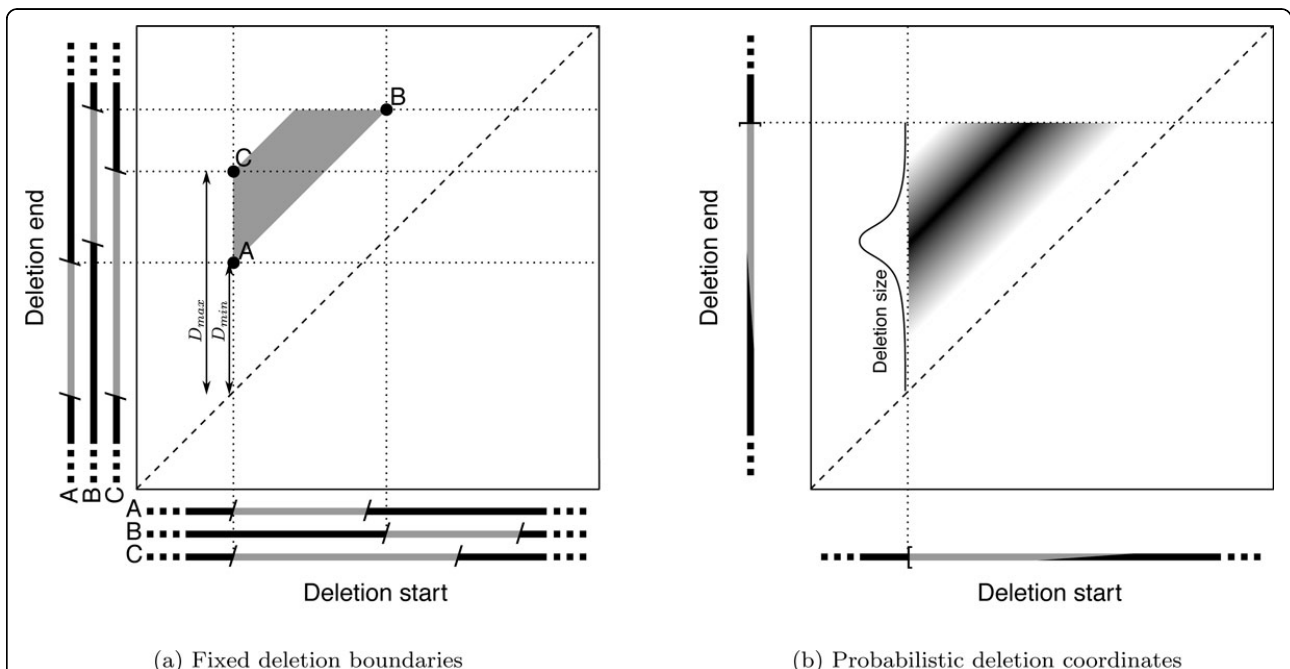 B
C
A
D_max
D_min
Deletion end
A
B
C
A
B
C
Deletion start
(a) Fixed deletion boundaries
Deletion end
Deletion size
Deletion start
(b) Probabilistic deletion coordinates